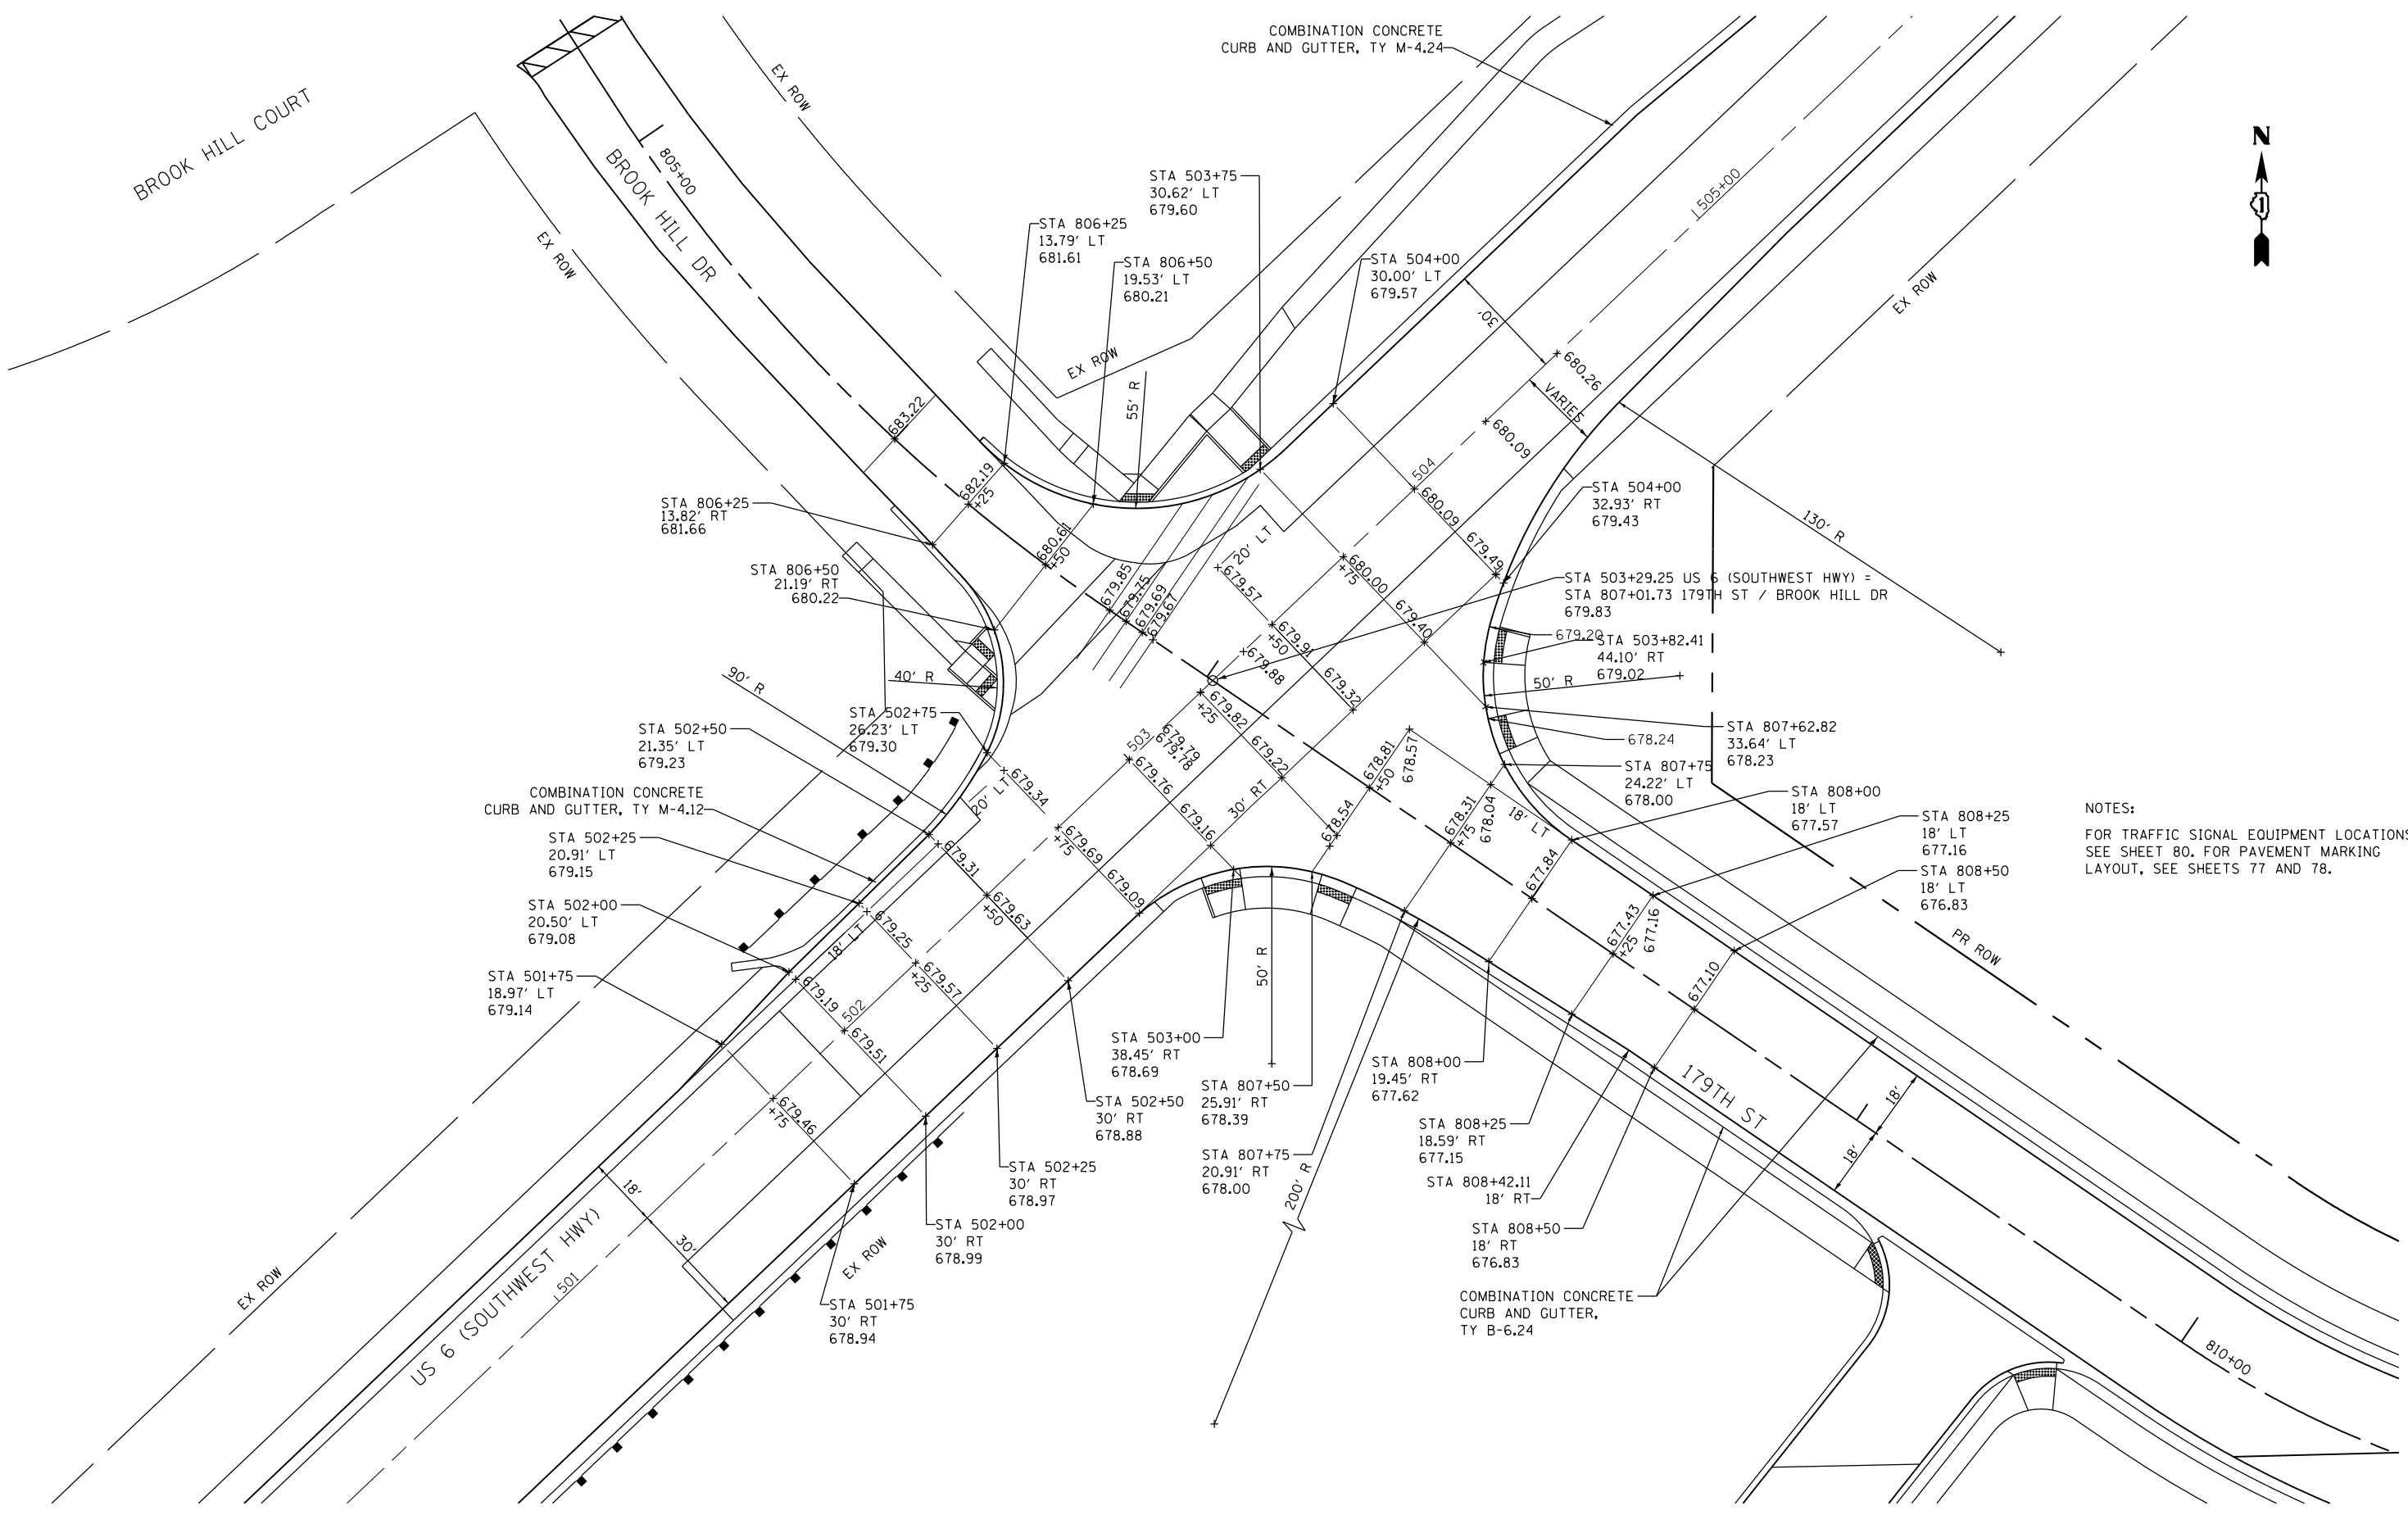 COMBINATION CONCRETE
CURB AND GUTTER, TY M-4.24
EX ROW
BROOK HILL COURT
BROOK HILL DR
805+00
EX ROW
N
1
STA 503+75
30.62' LT
679.60
STA 806+25
13.79' LT
681.61
STA 806+50
19.53' LT
680.21
STA 504+00
30.00' LT
679.57
505+00
EX ROW
30'
VARIES
680.26
680.09
EX ROW
55' R
683.22
682.19
+25
680.61
+50
504
680.09
679.49
STA 806+25
13.82' RT
681.66
STA 806+50
21.19' RT
680.22
STA 504+00
32.93' RT
679.43
130' R
679.85
679.75
679.69
679.67
20' LT
679.57
680.00
+75
679.40
STA 503+29.25 US 6 (SOUTHWEST HWY) =
STA 807+01.73 179TH ST / BROOK HILL DR
679.83
679.91
+50
679.88
679.32
679.20
STA 503+82.41
44.10' RT
679.02
50' R
90' R
40' R
STA 502+75
26.23' LT
679.30
STA 502+50
21.35' LT
679.23
679.82
+25
679.22
503
679.79
679.78
679.76
679.16
30' RT
678.81
+50
678.57
678.54
678.24
STA 807+62.82
33.64' LT
678.23
STA 807+75
24.22' LT
678.00
COMBINATION CONCRETE
CURB AND GUTTER, TY M-4.12
20' LT
679.34
679.69
+75
679.09
678.31
+75
678.04
18' LT
STA 808+00
18' LT
677.57
STA 808+25
18' LT
677.16
STA 808+50
18' LT
676.83
NOTES:
FOR TRAFFIC SIGNAL EQUIPMENT LOCATIONS
SEE SHEET 80. FOR PAVEMENT MARKING
LAYOUT, SEE SHEETS 77 AND 78.
STA 502+25
20.91' LT
679.15
STA 502+00
20.50' LT
679.08
STA 501+75
18.97' LT
679.14
679.31
679.63
+50
18' LT
679.25
679.57
+25
679.19
502
679.51
677.84
677.43
+25
677.16
677.10
PR ROW
50' R
STA 503+00
38.45' RT
678.69
STA 807+50
25.91' RT
678.39
STA 808+00
19.45' RT
677.62
179TH ST
18'
18'
679.46
+75
STA 502+50
30' RT
678.88
STA 808+25
18.59' RT
677.15
STA 807+75
20.91' RT
678.00
STA 808+42.11
18' RT
200' R
STA 502+25
30' RT
678.97
STA 502+00
30' RT
678.99
STA 808+50
18' RT
676.83
18'
30'
EX ROW
EX ROW
501
US 6 (SOUTHWEST HWY)
STA 501+75
30' RT
678.94
COMBINATION CONCRETE
CURB AND GUTTER,
TY B-6.24
810+00